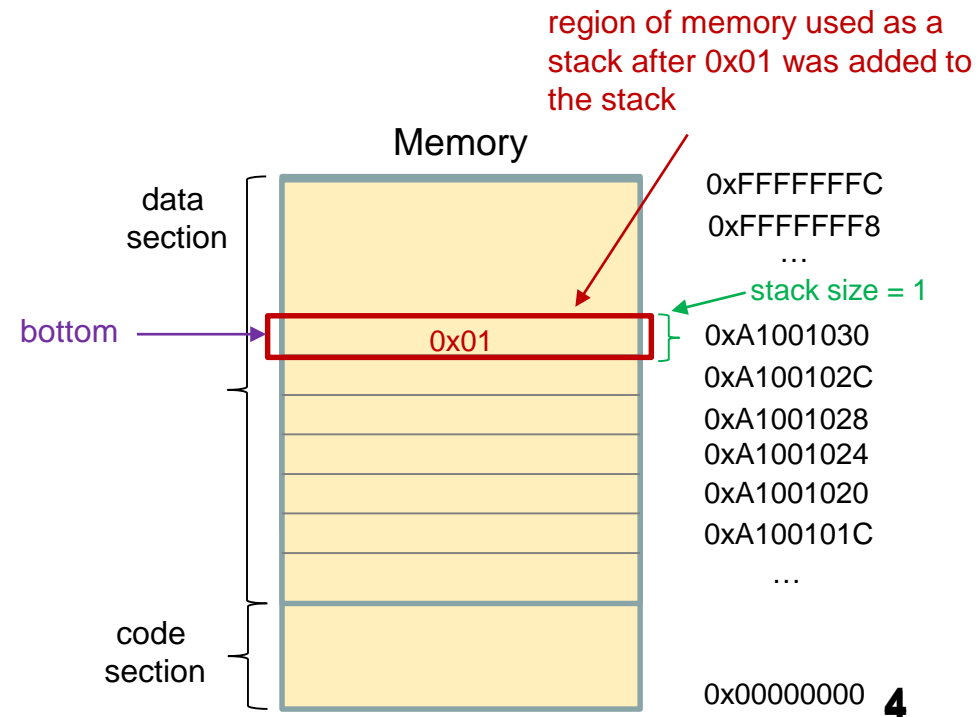 region of memory used as a
stack after 0x01 was added to
the stack
Memory
data
section
0xFFFFFFFC
0xFFFFFFF8
…
stack size = 1
bottom
0x01
0xA1001030
0xA100102C
0xA1001028
0xA1001024
0xA1001020
0xA100101C
…
code
section
0x00000000
4